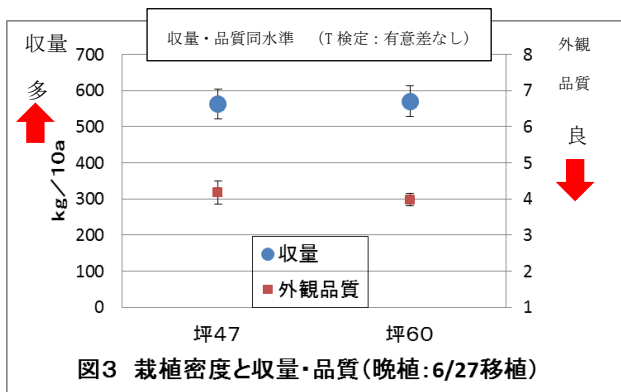 収量
多
収量・品質同水準 (T検定:有意差なし)
外観
品質
良
kg/10a
700
600
500
400
300
200
100
0
8
7
6
5
4
3
2
1
収量
外観品質
坪47
坪60
図3 栽植密度と収量・品質(晩植:6/27移植)